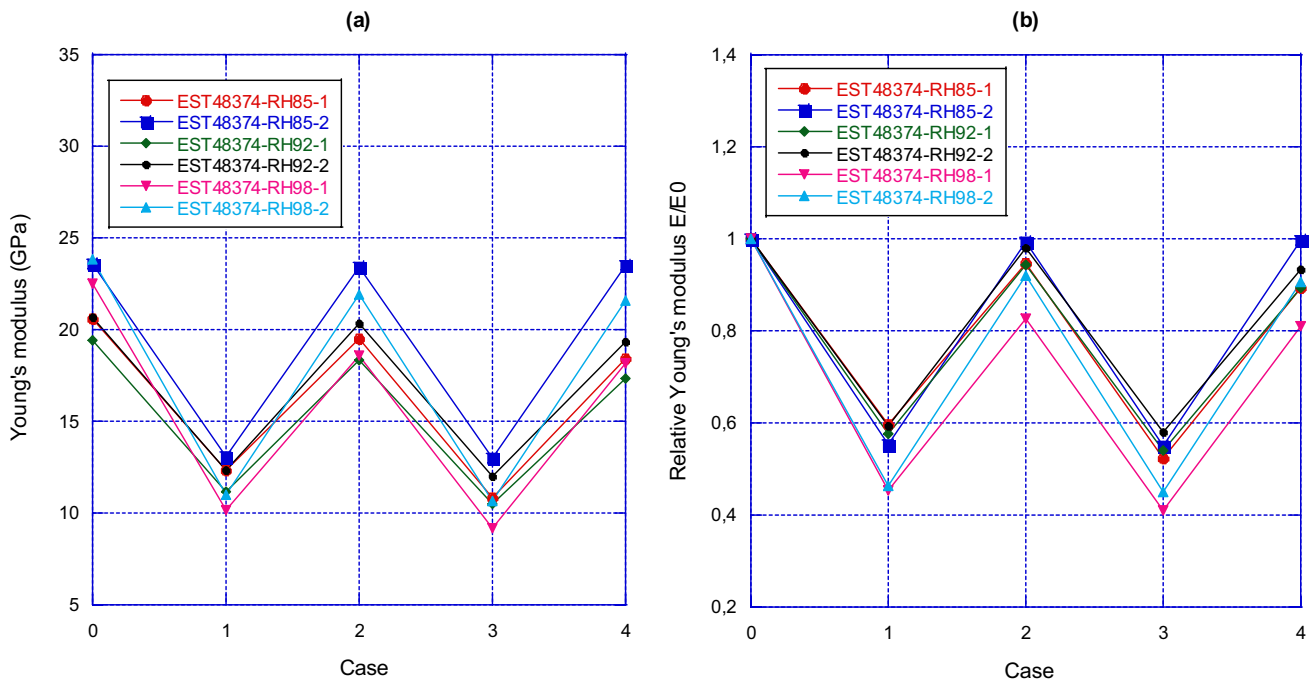 (a)
35
30
25
20
15
10
5
0
1
2
3
4
Young's modulus (GPa)
Case
EST48374-RH85-1
EST48374-RH85-2
EST48374-RH92-1
EST48374-RH92-2
EST48374-RH98-1
EST48374-RH98-2
(b)
1,4
1,2
1
0,8
0,6
0,4
0,2
0
1
2
3
4
Relative Young's modulus E/E0
Case
EST48374-RH85-1
EST48374-RH85-2
EST48374-RH92-1
EST48374-RH92-2
EST48374-RH98-1
EST48374-RH98-2